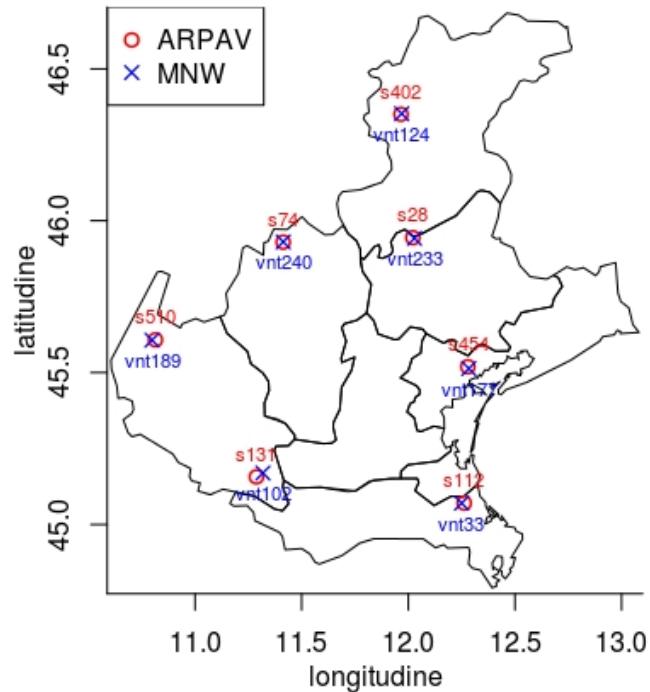 ARPAV
MNW
46.5
s402
vnt124
46.0
s74
s28
vnt240
vnt233
latitudine
s510
vnt189
s454
45.5
vnt177
s131
vnt102
s112
vnt33
45.0
11.0 11.5 12.0 12.5 13.0
longitudine